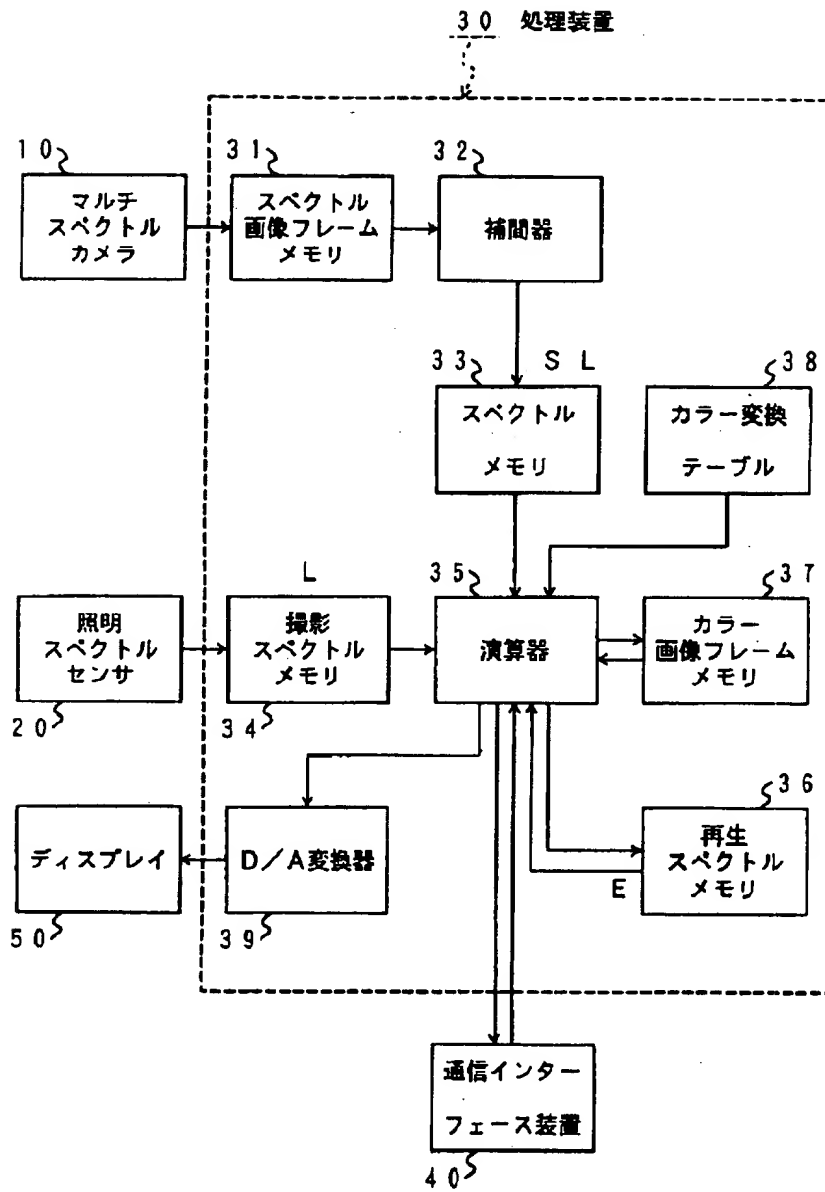 30 処理装置
10
マルチ
スペクトル
カメラ
31
スペクトル
画像フレーム
メモリ
32
補間器
33
SL
スペクトル
メモリ
38
カラー変換
テーブル
20
照明
スペクトル
センサ
L
34
撮影
スペクトル
メモリ
35
演算器
37
カラー
画像フレーム
メモリ
50
ディスプレイ
39
D/A変換器
36
再生
スペクトル
メモリ
E
通信インター
フェース装置
40